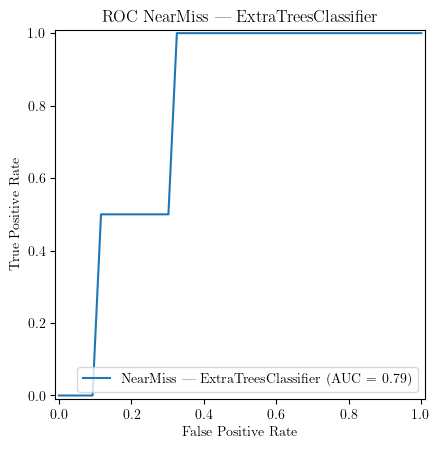 ROC NearMiss — ExtraTreesClassifier
1.0
0.8
0.6
0.4
0.2
0.0
True Positive Rate
NearMiss — ExtraTreesClassifier (AUC = 0.79)
0.0 0.2 0.4 0.6 0.8 1.0
False Positive Rate